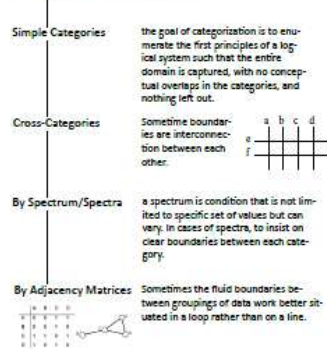 Simple Categories
the goal of categorization is to enu-
merate the first principles of a log-
ical system such that the entire
domain is captured, with no concep-
tual overlaps in the categories, and
nothing left out.
Cross-Categories
Sometime boundar-
ies are interconnec-
tion between each
other.
a b c d
e
f
By Spectrum/Spectra
a spectrum is condition that is not lim-
ited to specific set of values but can
vary. In cases of spectra, to insist on
clear boundaries between each cate-
gory.
By Adjacency Matrices
Sometimes the fluid boundaries be-
tween groupings of data work better sit-
uated in a loop rather than on a line.